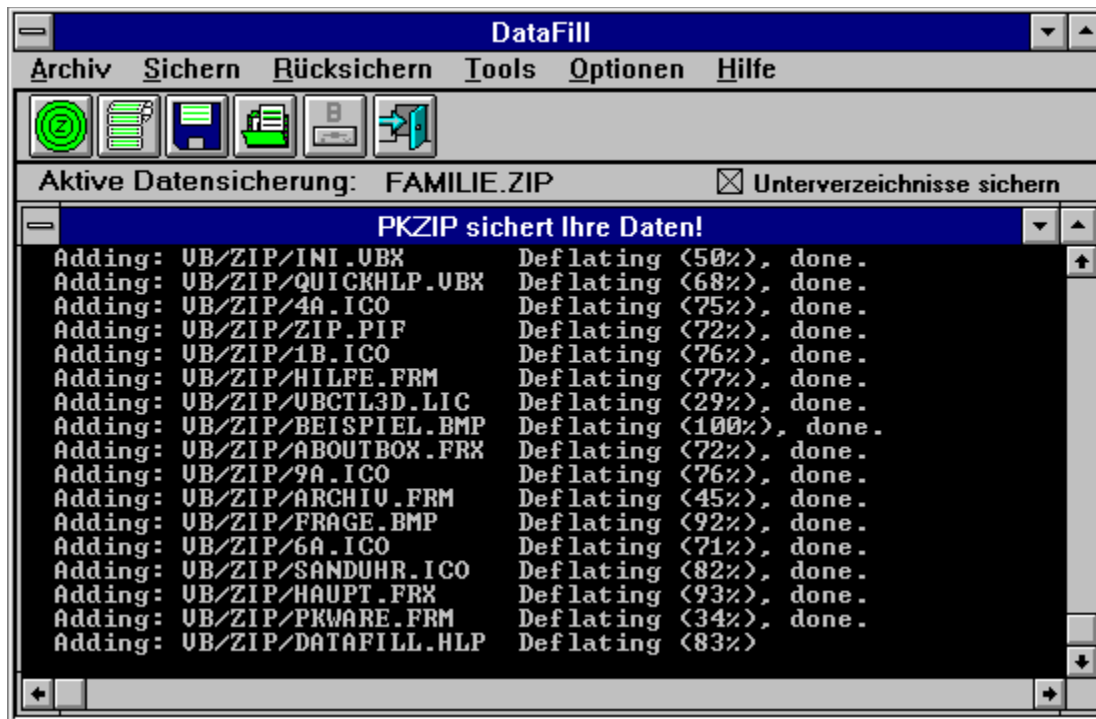 DataFill
Archiv Sichern Rücksichern Tools Optionen Hilfe
Z B
Aktive Datensicherung: FAMILIE.ZIP Unterverzeichnisse sichern
PKZIP sichert Ihre Daten!
Adding: VB/ZIP/INI.VBX Deflating (50%), done.
Adding: VB/ZIP/QUICKHLP.VBX Deflating (68%), done.
Adding: VB/ZIP/4A.ICO Deflating (75%), done.
Adding: VB/ZIP/ZIP.PIF Deflating (72%), done.
Adding: VB/ZIP/1B.ICO Deflating (76%), done.
Adding: VB/ZIP/HILFE.FRM Deflating (77%), done.
Adding: VB/ZIP/VBCTL3D.LIC Deflating (29%), done.
Adding: VB/ZIP/BEISPIEL.BMP Deflating (100%), done.
Adding: VB/ZIP/ABOUTBOX.FRX Deflating (72%), done.
Adding: VB/ZIP/9A.ICO Deflating (76%), done.
Adding: VB/ZIP/ARCHIV.FRM Deflating (45%), done.
Adding: VB/ZIP/FRAGE.BMP Deflating (92%), done.
Adding: VB/ZIP/6A.ICO Deflating (71%), done.
Adding: VB/ZIP/SANDUHR.ICO Deflating (82%), done.
Adding: VB/ZIP/HAUPT.FRX Deflating (93%), done.
Adding: VB/ZIP/PKWARE.FRM Deflating (34%), done.
Adding: VB/ZIP/DATAFILL.HLP Deflating (83%)